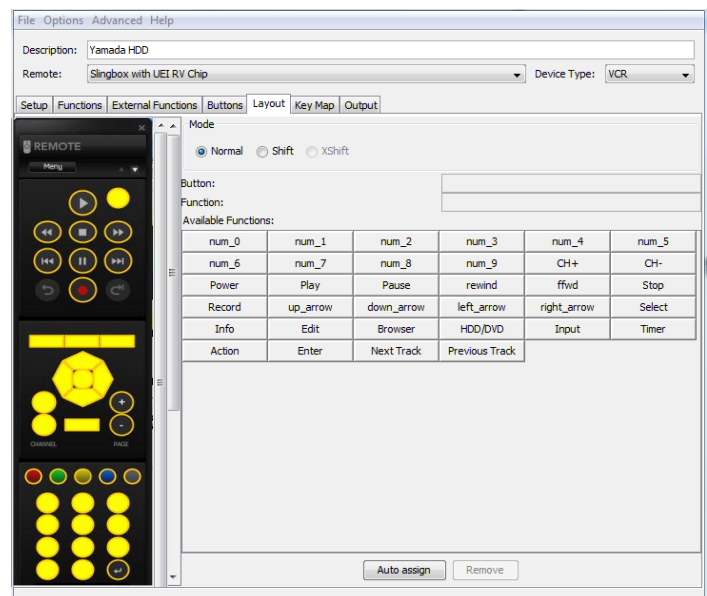 File Options Advanced Help
Description: Yamada HDD
Remote: Slingbox with UEI RV Chip Device Type: VCR
Setup Functions External Functions Buttons Layout Key Map Output
REMOTE
Menu
CHANNEL PAGE
+
-
Mode
Normal Shift XShift
Button:
Function:
Available Functions:
num_0 num_1 num_2 num_3 num_4 num_5
num_6 num_7 num_8 num_9 CH+ CH-
Power Play Pause rewind ffwd Stop
Record up_arrow down_arrow left_arrow right_arrow Select
Info Edit Browser HDD/DVD Input Timer
Action Enter Next Track Previous Track
Auto assign Remove